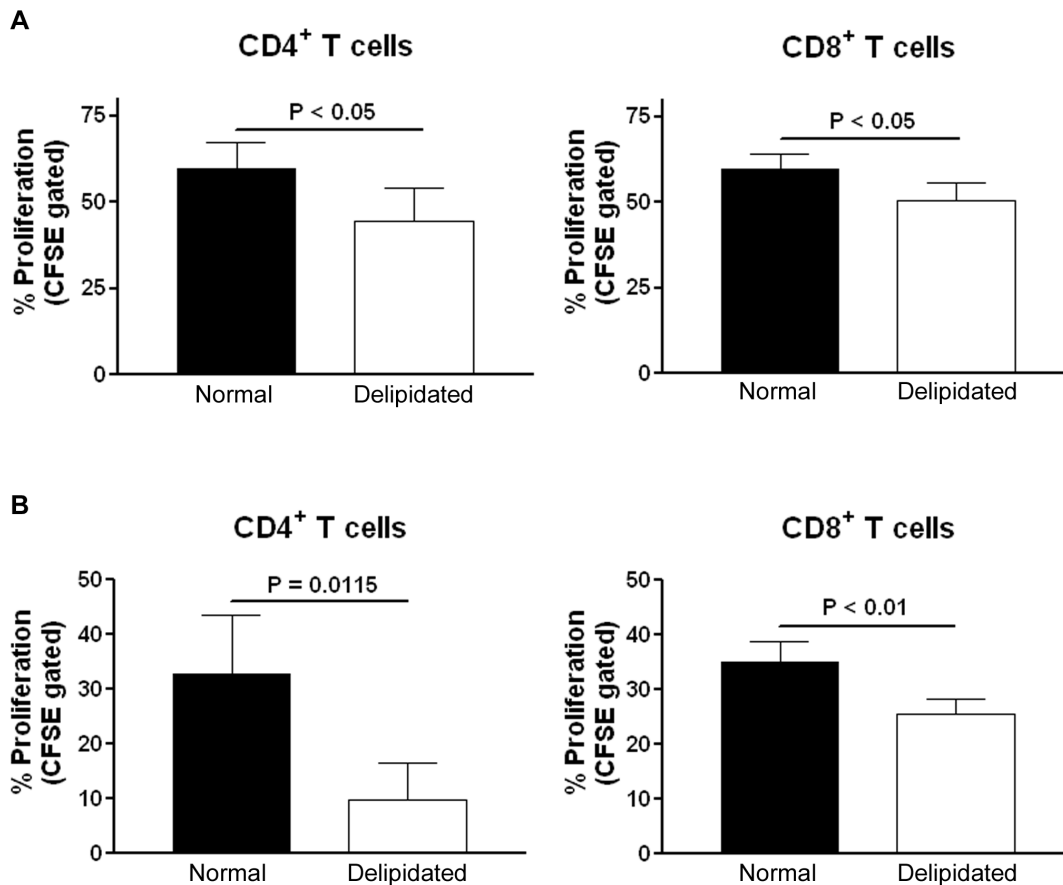 A
CD4+ T cells
% Proliferation
(CFSE gated)
75
50
25
0
P < 0.05
Normal
Delipidated
CD8+ T cells
% Proliferation
(CFSE gated)
75
50
25
0
P < 0.05
Normal
Delipidated
B
CD4+ T cells
% Proliferation
(CFSE gated)
50
40
30
20
10
0
P = 0.0115
Normal
Delipidated
CD8+ T cells
% Proliferation
(CFSE gated)
50
40
30
20
10
0
P < 0.01
Normal
Delipidated